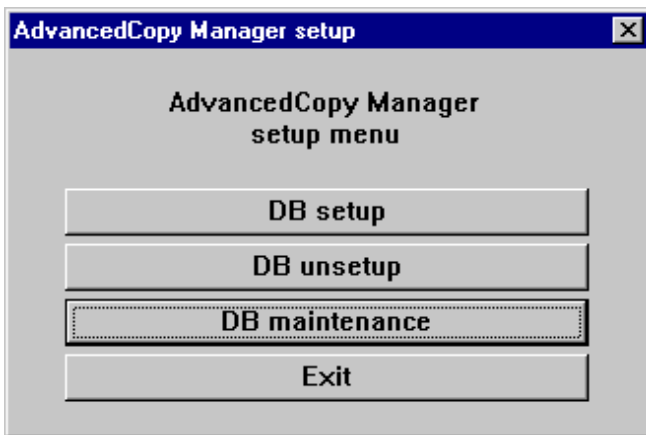 AdvancedCopy Manager setup
AdvancedCopy Manager
setup menu
DB setup
DB unsetup
DB maintenance
Exit